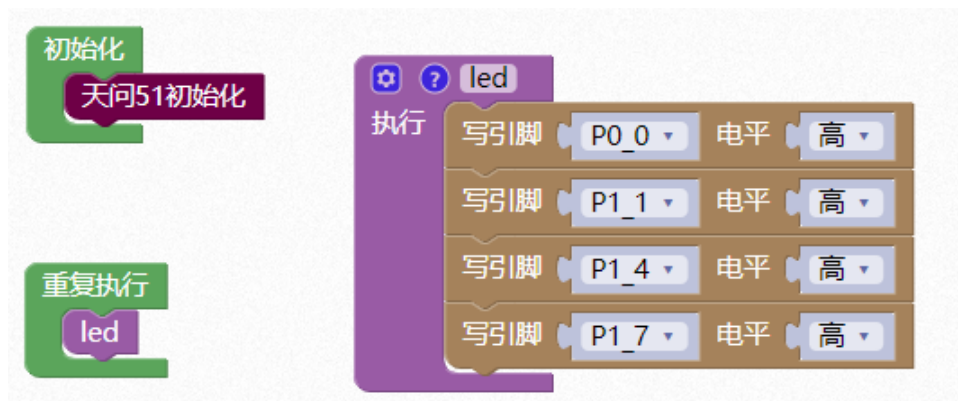 初始化
天问51初始化
重复执行
led
? led
执行 写引脚 P0_0 电平 高
写引脚 P1_1 电平 高
写引脚 P1_4 电平 高
写引脚 P1_7 电平 高